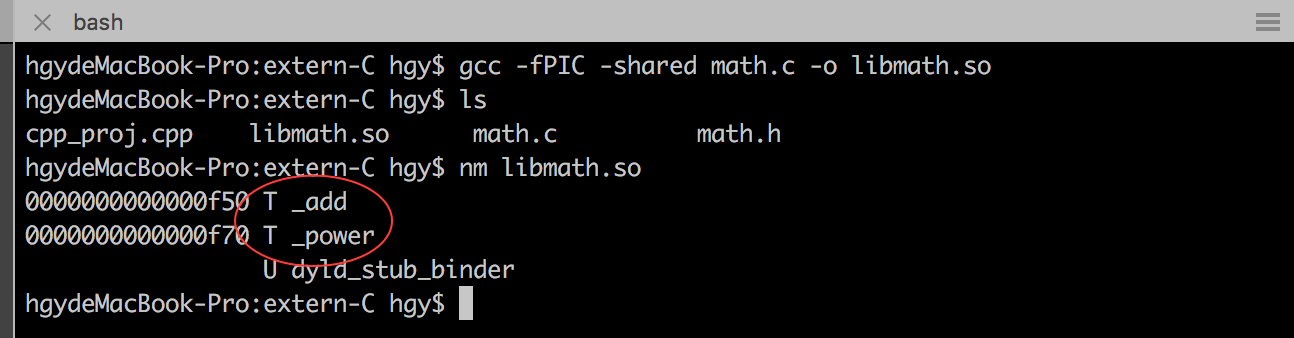 bash
hgydeMacBook-Pro:extern-C hgy$ gcc -fPIC -shared math.c -o libmath.so
hgydeMacBook-Pro:extern-C hgy$ ls
cpp_proj.cpp    libmath.so      math.c          math.h
hgydeMacBook-Pro:extern-C hgy$ nm libmath.so
0000000000000f50 T _add
0000000000000f70 T _power
                 U dyld_stub_binder
hgydeMacBook-Pro:extern-C hgy$